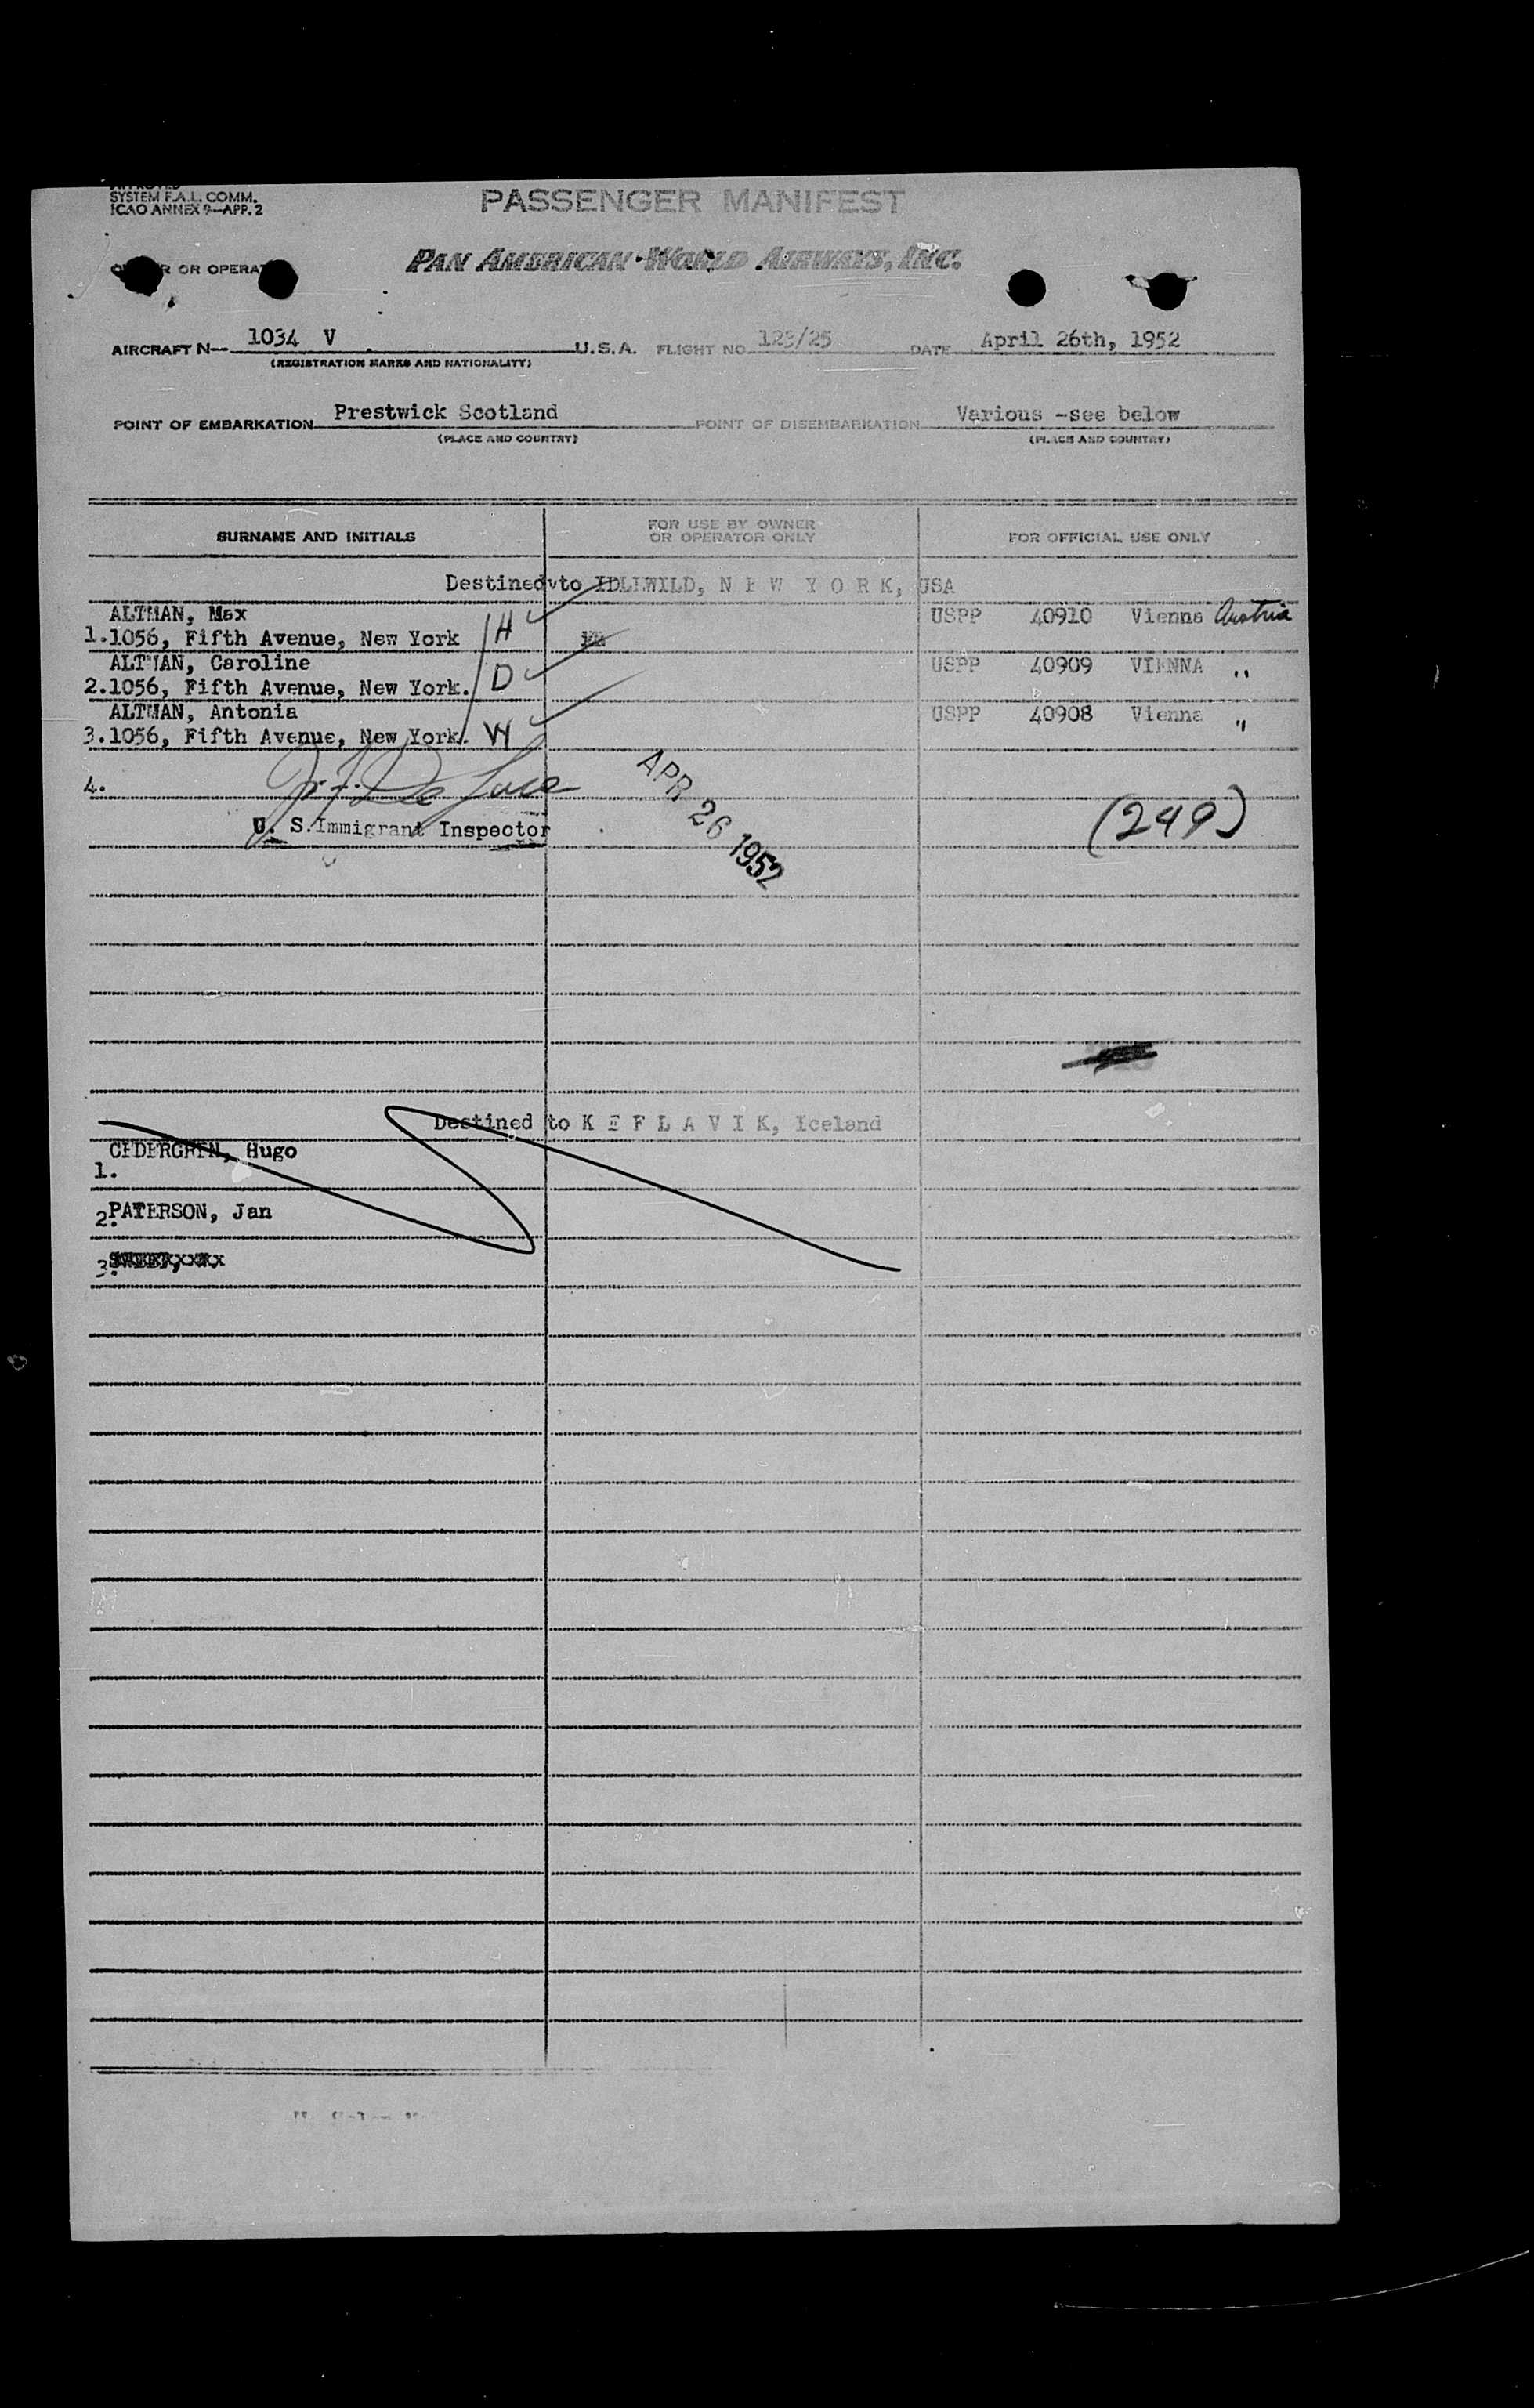 APPROVED
SYSTEM F.A.L. COMM.
ICAO ANNEX 9—APP. 2
PASSENGER MANIFEST
OR OPERAT
PAN AMERICAN WORLD AIRWAYS, INC.
AIRCRAFT N— 1034 V U.S.A. FLIGHT NO. 123/25 DATE April 26th, 1952
(REGISTRATION MARKS AND NATIONALITY)
POINT OF EMBARKATION Prestwick Scotland POINT OF DISEMBARKATION Various -see below
(PLACE AND COUNTRY) (PLACE AND COUNTRY)
SURNAME AND INITIALS FOR USE BY OWNER OR OPERATOR ONLY FOR OFFICIAL USE ONLY
Destined to IDLEWILD, N E W Y O R K, USA
ALTMAN, Max USPP 40910 Vienna Austria
1.1056, Fifth Avenue, New York H
ALTMAN, Caroline USPP 40909 VIENNA "
2.1056, Fifth Avenue, New York. D
ALTMAN, Antonia USPP 40908 Vienna "
3.1056, Fifth Avenue, New York. W
4.
U. S. Immigrant Inspector
APR 26 1952
(249)
Destined to K E F L A V I K, Iceland
CEDERGREN, Hugo
1.
2. PATERSON, Jan
3.